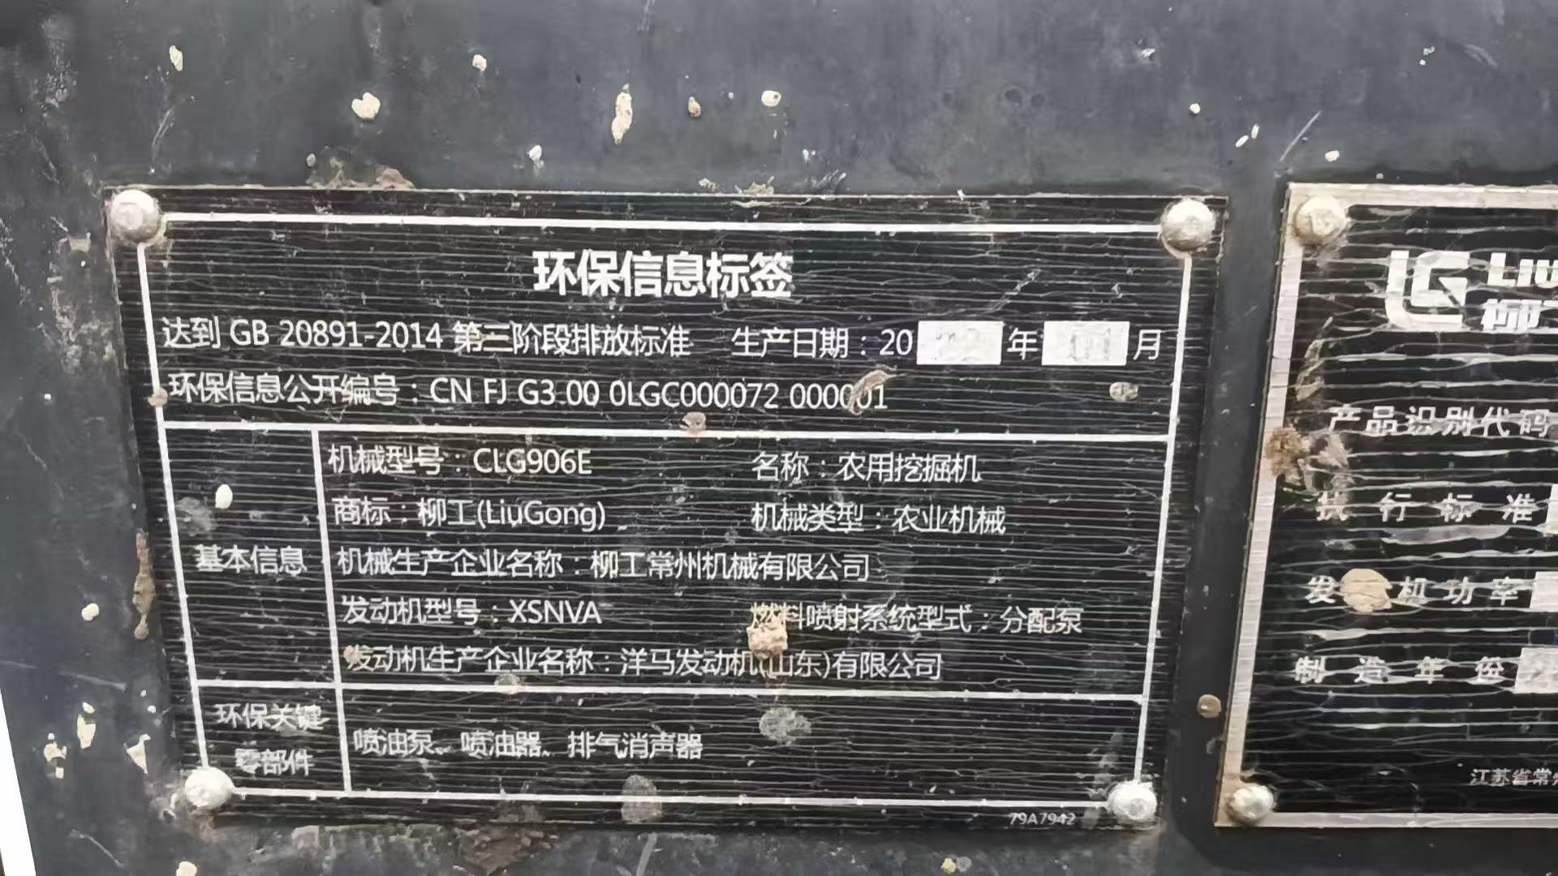 环保信息标签
达到 GB 20891-2014 第三阶段排放标准 生产日期：20 年 月
环保信息公开编号：CN FJ G3 00 0LGC000072 000001
基本信息
机械型号：CLG906E 名称：农用挖掘机
商标：柳工(LiuGong) 机械类型：农业机械
机械生产企业名称：柳工常州机械有限公司
发动机型号：XSNVA 燃料喷射系统型式：分配泵
发动机生产企业名称：洋马发动机(山东)有限公司
环保关键
零部件
喷油泵、喷油器、排气消声器
79A7942
LIU
柳
产品识别代码
执行标准
发 机功率
制造年份
江苏省常